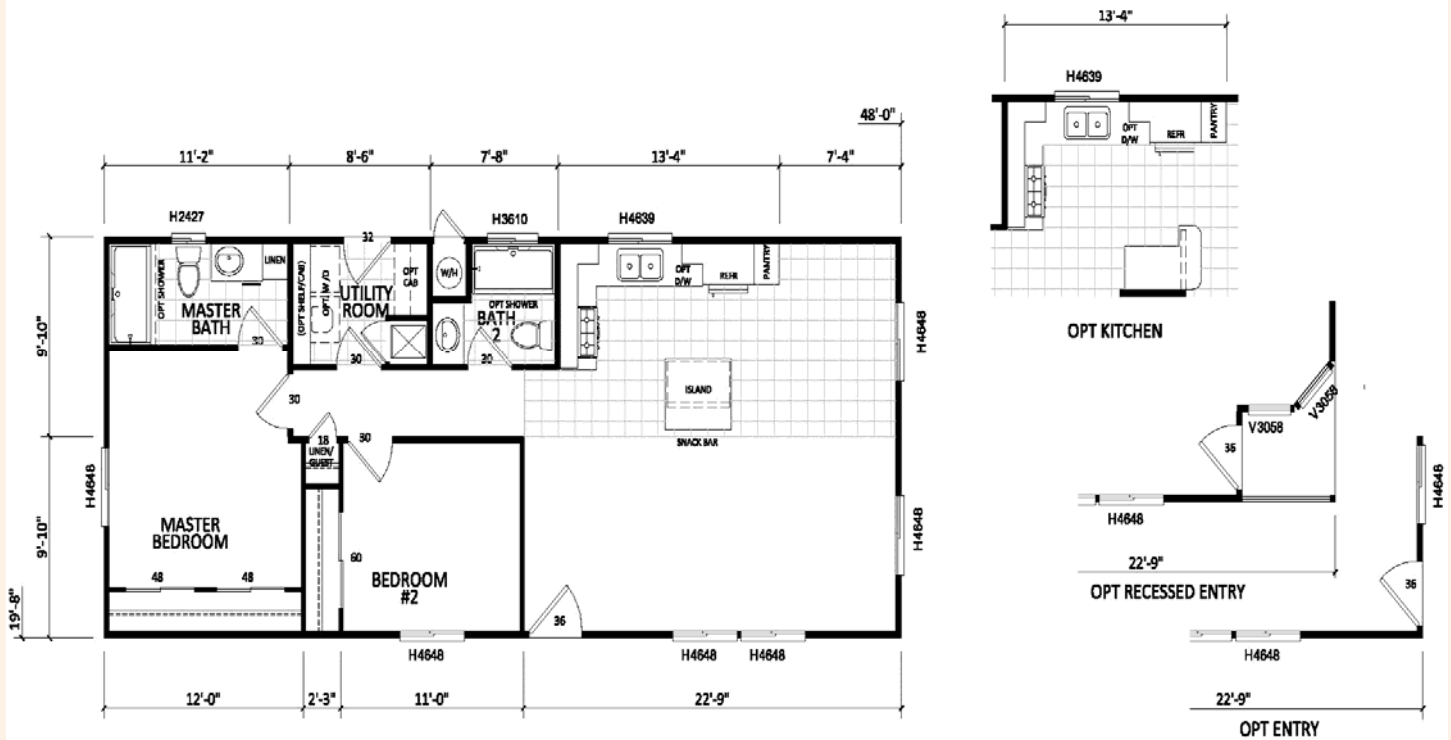 48'-0"
11'-2"
8'-6"
7'-8"
13'-4"
7'-4"
H2427
H3610
H4639
32
OPT SHOWER
LINEN
MASTER
BATH
30
(OPT SHELF/CAB)
OPT W/D
OPT
CAB
UTILITY
ROOM
30
W/H
OPT SHOWER
BATH
2
30
OPT
D/W
REFR
PANTRY
H4648
ISLAND
SNACK BAR
30
18
LINEN/
GUEST
30
H4648
MASTER
BEDROOM
48
48
60
BEDROOM
#2
36
H4648
H4648
H4648
H4648
9'-10"
9'-10"
19'-8"
12'-0"
2'-3"
11'-0"
22'-9"
13'-4"
H4639
OPT
D/W
REFR
PANTRY
OPT KITCHEN
V3058
V3058
36
H4648
22'-9"
OPT RECESSED ENTRY
H4648
36
H4648
22'-9"
OPT ENTRY